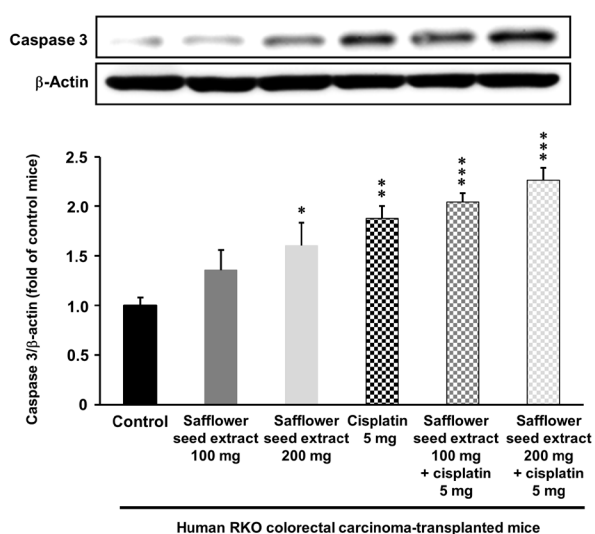 Caspase 3
β-Actin
Caspase 3/β-actin (fold of control mice)
2.5
2.0
1.5
1.0
0.5
0
*
**
***
***
Control
Safflower
seed extract
100 mg
Safflower
seed extract
200 mg
Cisplatin
5 mg
Safflower
seed extract
100 mg
+ cisplatin
5 mg
Safflower
seed extract
200 mg
+ cisplatin
5 mg
Human RKO colorectal carcinoma-transplanted mice